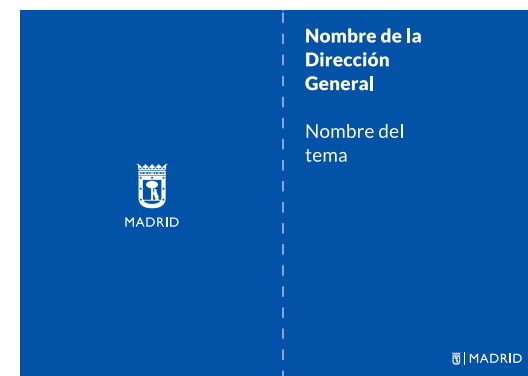 MADRID
Nombre de la
Dirección
General
Nombre del
tema
MADRID